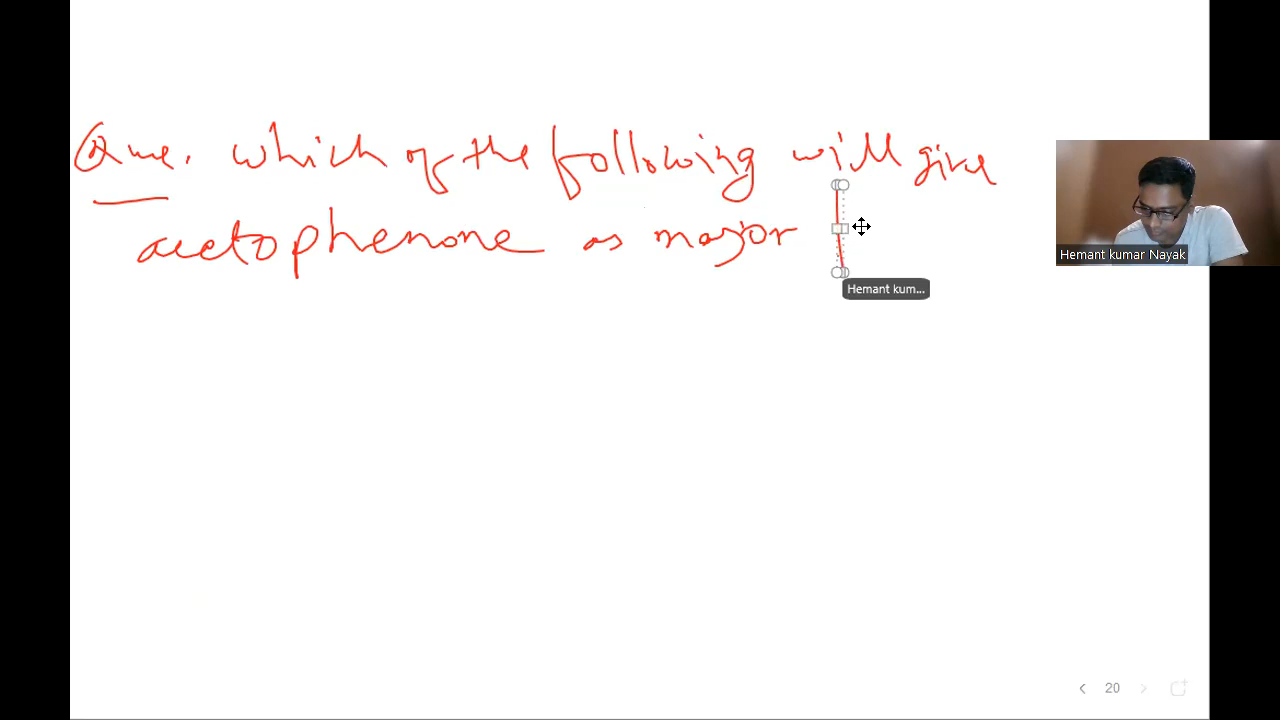 Que. which of the following will give
acetophenone as major
Hemant kumar Nayak
Hemant kum...
20